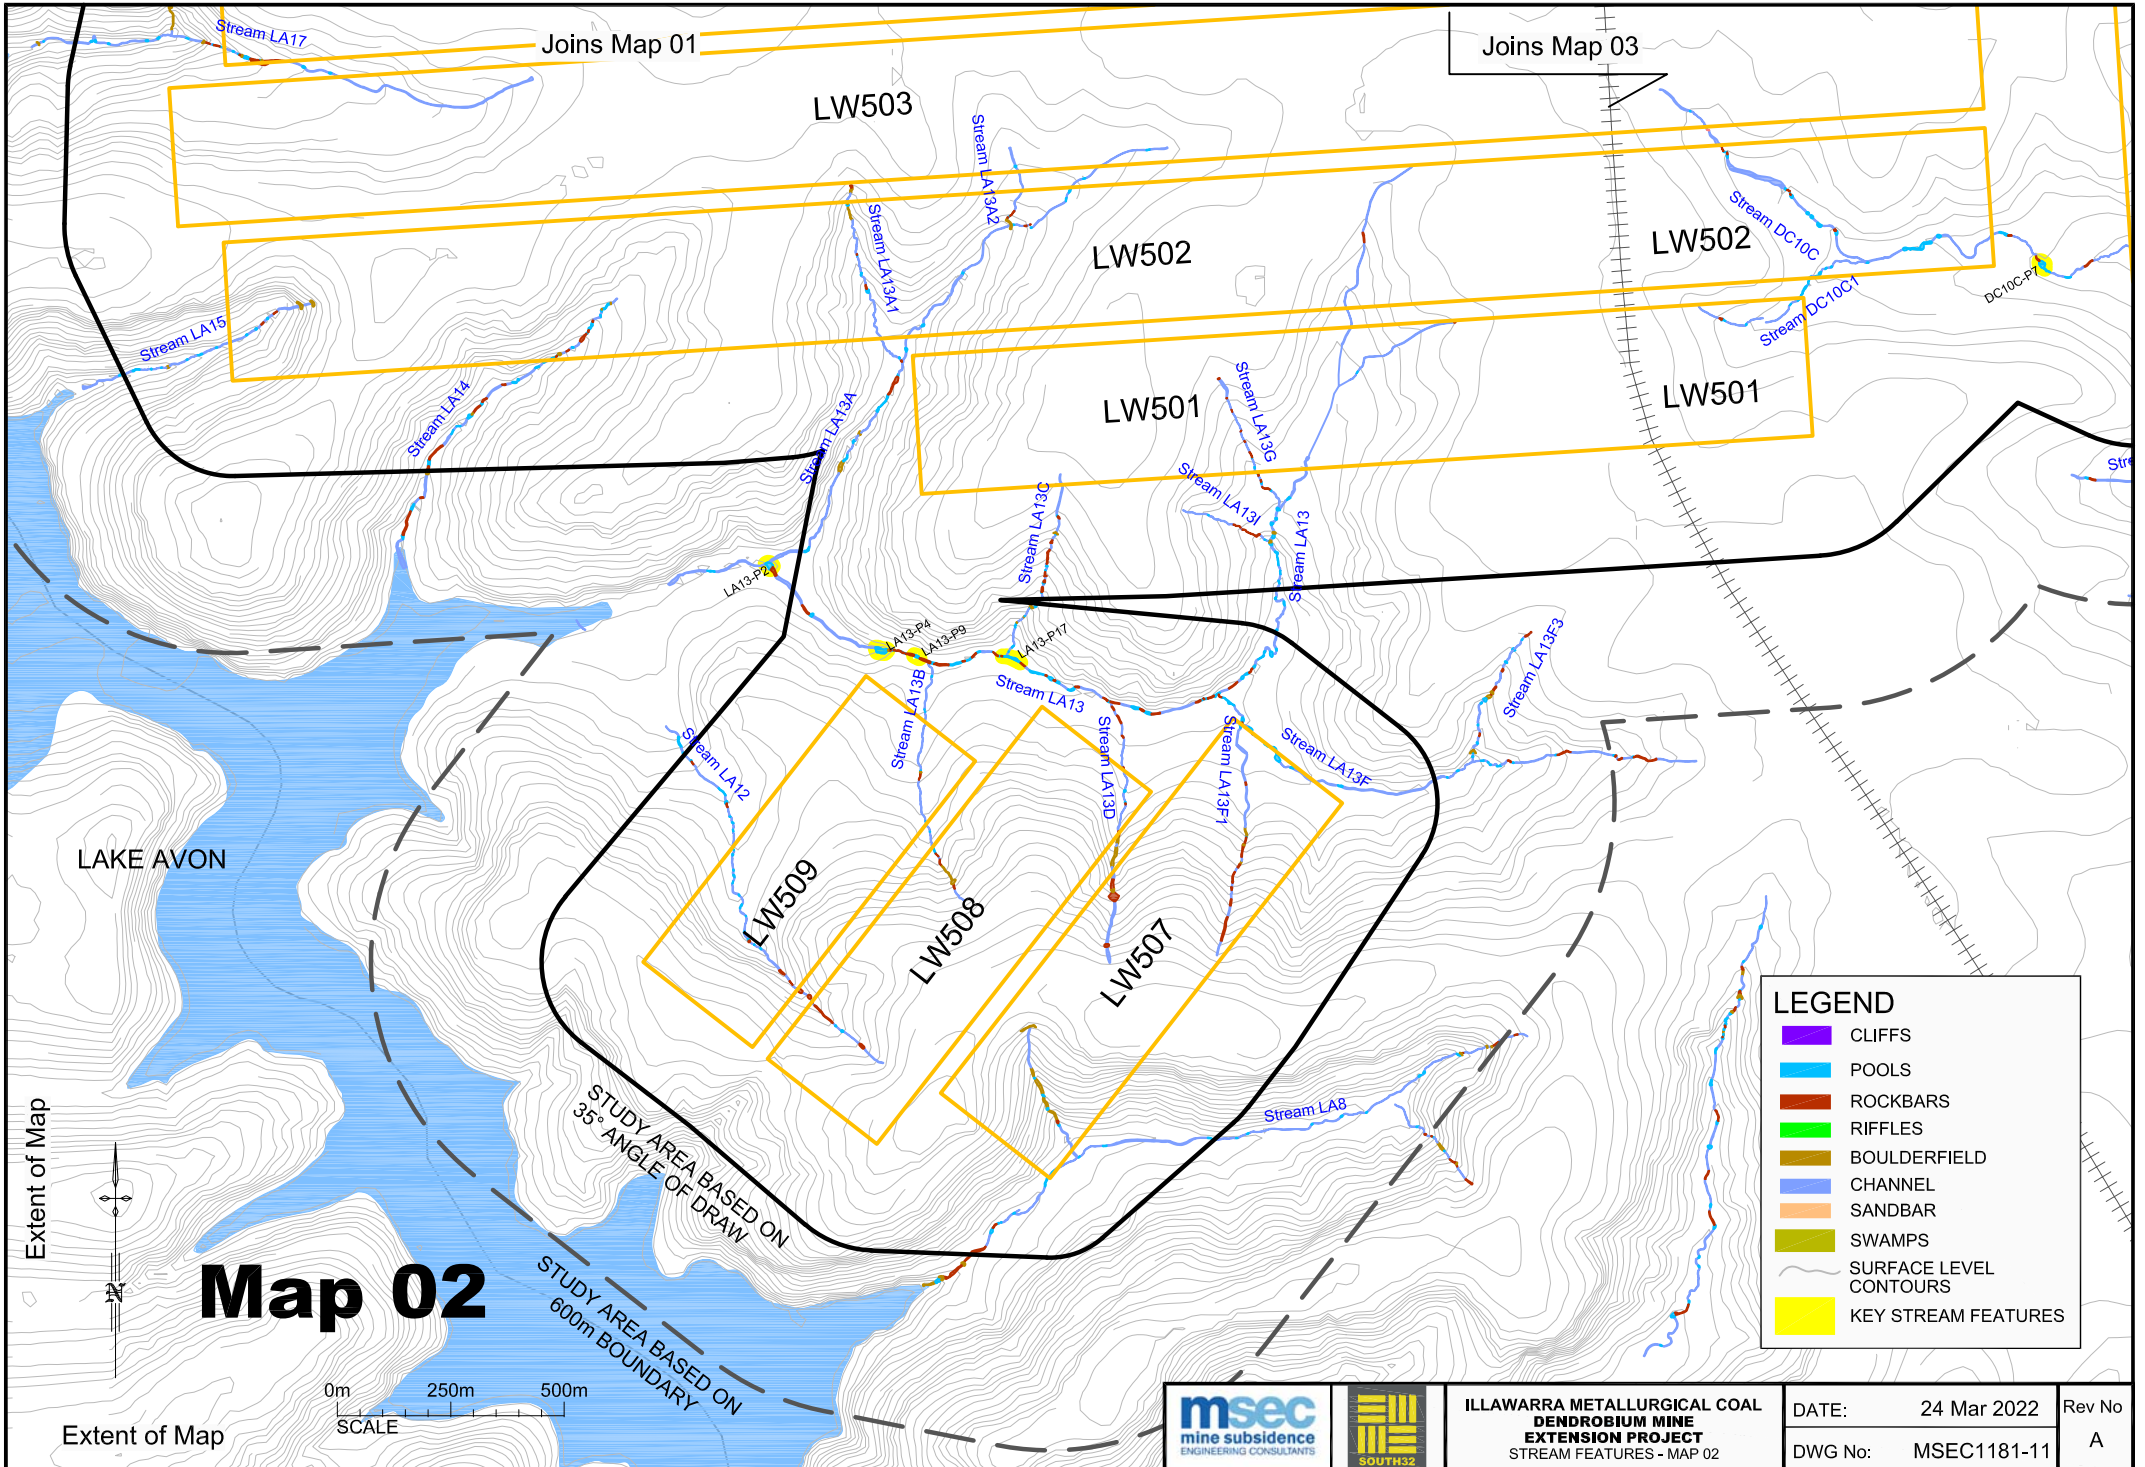 Stream LA17
Joins Map 01
Joins Map 03
LW503
Stream LA13A2
Stream LA13A1
LW502
LW502
Stream DC10C
DC10C-P7
Stream DC10C1
Stream LA15
Stream LA14
Stream LA13A
LW501
LW501
Stream LA13G
Stream LA13I
Stream LA13C
Stream LA13
LA13-P2
LA13-P4
LA13-P9
LA13-P17
Stream LA13B
Stream LA13
Stream LA13D
Stream LA13F1
Stream LA13F
Stream LA13F3
Stream LA12
LAKE AVON
LW509
LW508
LW507
Stream LA8
STUDY AREA BASED ON
35° ANGLE OF DRAW
STUDY AREA BASED ON
600m BOUNDARY
Extent of Map
N
Map 02
0m 250m 500m
SCALE
Extent of Map
LEGEND
CLIFFS
POOLS
ROCKBARS
RIFFLES
BOULDERFIELD
CHANNEL
SANDBAR
SWAMPS
SURFACE LEVEL
CONTOURS
KEY STREAM FEATURES
msec
mine subsidence
ENGINEERING CONSULTANTS
SOUTH32
ILLAWARRA METALLURGICAL COAL
DENDROBIUM MINE
EXTENSION PROJECT
STREAM FEATURES - MAP 02
DATE: 24 Mar 2022
DWG No: MSEC1181-11
Rev No
A